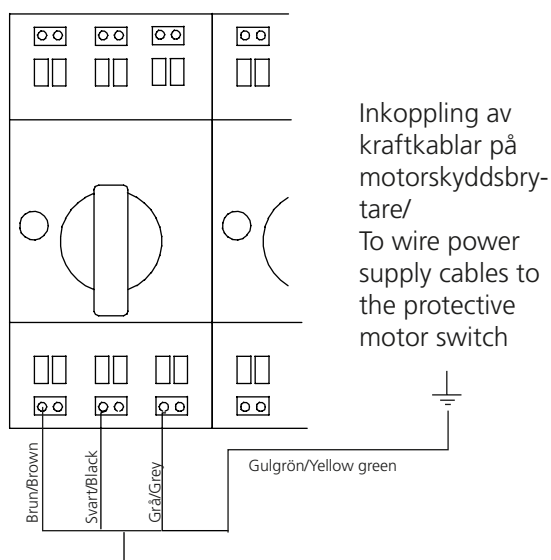 Inkoppling av
kraftkablar på
motorskyddsbry-
tare/
To wire power
supply cables to
the protective
motor switch
Brun/Brown
Svart/Black
Grå/Grey
Gulgrön/Yellow green